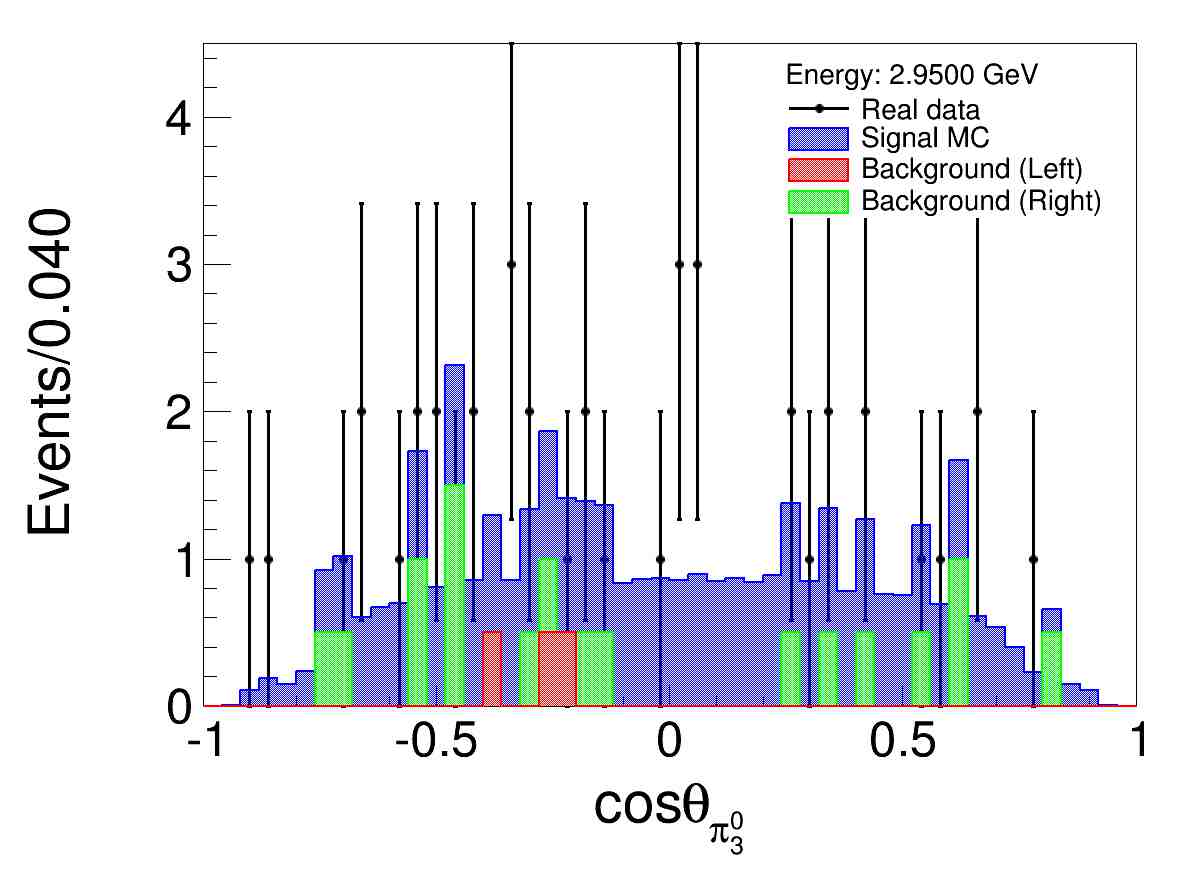 Energy: 2.9500 GeV
Real data
Signal MC
Background (Left)
Background (Right)
Events/0.040
4
3
2
1
0
-1 -0.5 0 0.5 1
cosθπ⁰₃